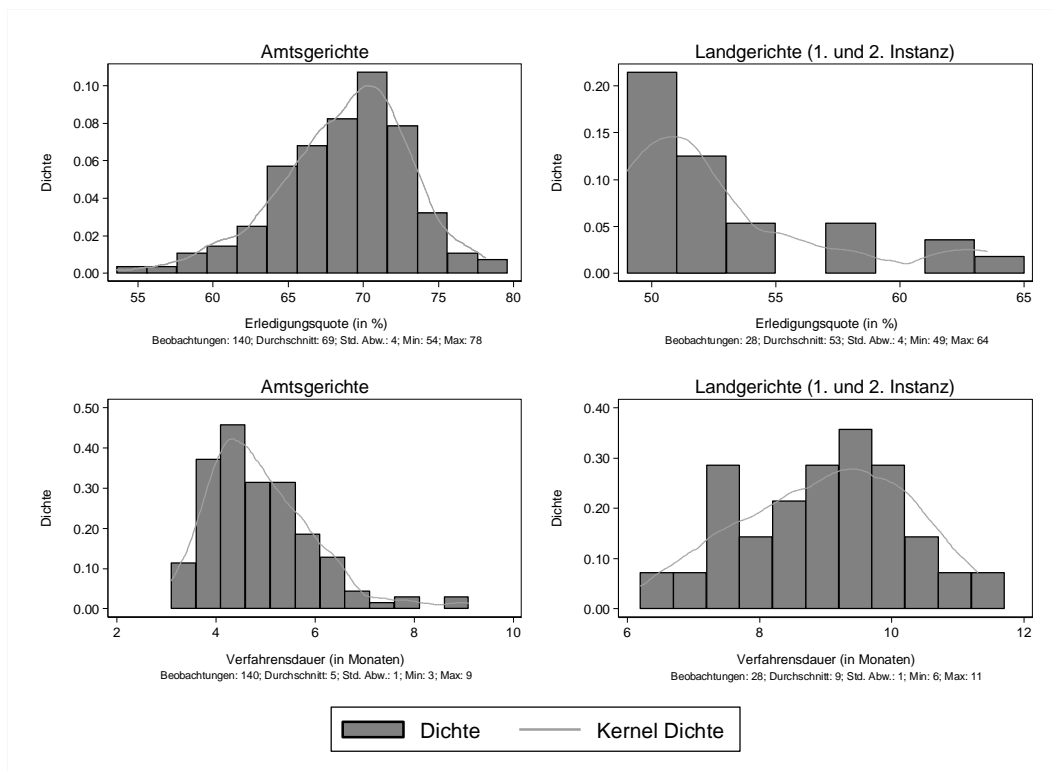 Amtsgerichte
Dichte
0.10
0.08
0.06
0.04
0.02
0.00
55
60
65
70
75
80
Erledigungsquote (in %)
Beobachtungen: 140; Durchschnitt: 69; Std. Abw.: 4; Min: 54; Max: 78
Landgerichte (1. und 2. Instanz)
Dichte
0.20
0.15
0.10
0.05
0.00
50
55
60
65
Erledigungsquote (in %)
Beobachtungen: 28; Durchschnitt: 53; Std. Abw.: 4; Min: 49; Max: 64
Amtsgerichte
Dichte
0.50
0.40
0.30
0.20
0.10
0.00
2
4
6
8
10
Verfahrensdauer (in Monaten)
Beobachtungen: 140; Durchschnitt: 5; Std. Abw.: 1; Min: 3; Max: 9
Landgerichte (1. und 2. Instanz)
Dichte
0.40
0.30
0.20
0.10
0.00
6
8
10
12
Verfahrensdauer (in Monaten)
Beobachtungen: 28; Durchschnitt: 9; Std. Abw.: 1; Min: 6; Max: 11
Dichte
Kernel Dichte